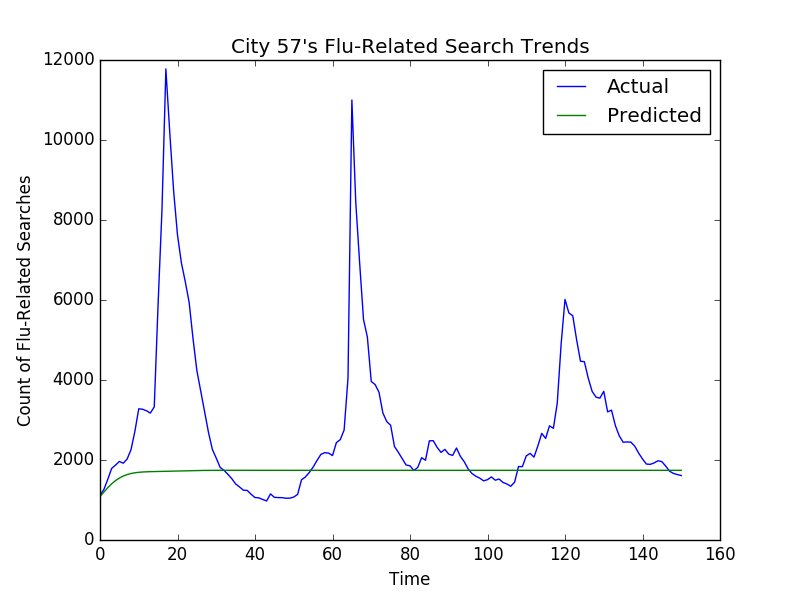 City 57's Flu-Related Search Trends
Actual
Predicted
Count of Flu-Related Searches
12000
10000
8000
6000
4000
2000
0
0 20 40 60 80 100 120 140 160
Time